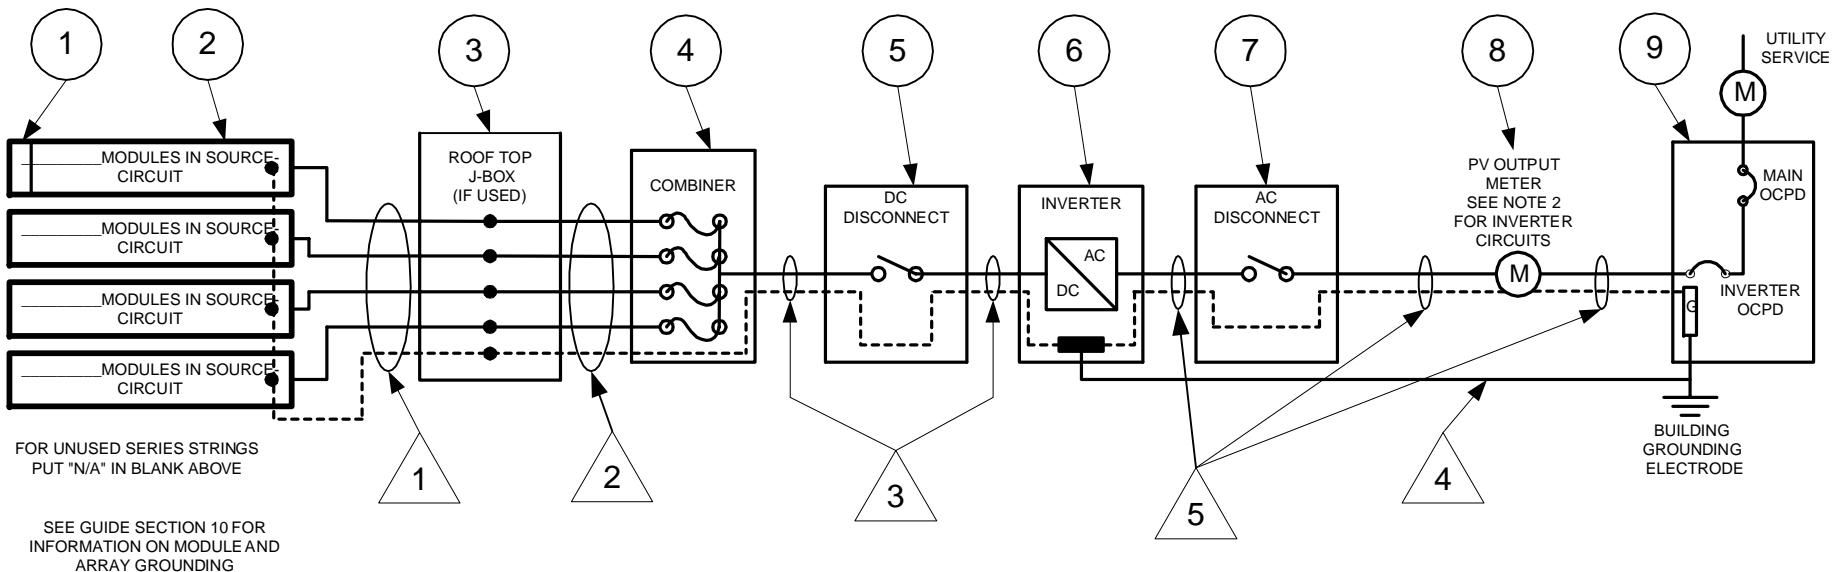 1
2
3
4
5
6
7
8
9
UTILITY
SERVICE
M
_________MODULES IN SOURCE-
CIRCUIT
_________MODULES IN SOURCE-
CIRCUIT
_________MODULES IN SOURCE-
CIRCUIT
_________MODULES IN SOURCE-
CIRCUIT
ROOF TOP
J-BOX
(IF USED)
COMBINER
DC
DISCONNECT
INVERTER
AC
DC
AC
DISCONNECT
PV OUTPUT
METER
SEE NOTE 2
FOR INVERTER
CIRCUITS
M
MAIN
OCPD
INVERTER
OCPD
G
BUILDING
GROUNDING
ELECTRODE
FOR UNUSED SERIES STRINGS
PUT "N/A" IN BLANK ABOVE
1
2
3
5
4
SEE GUIDE SECTION 10 FOR
INFORMATION ON MODULE AND
ARRAY GROUNDING